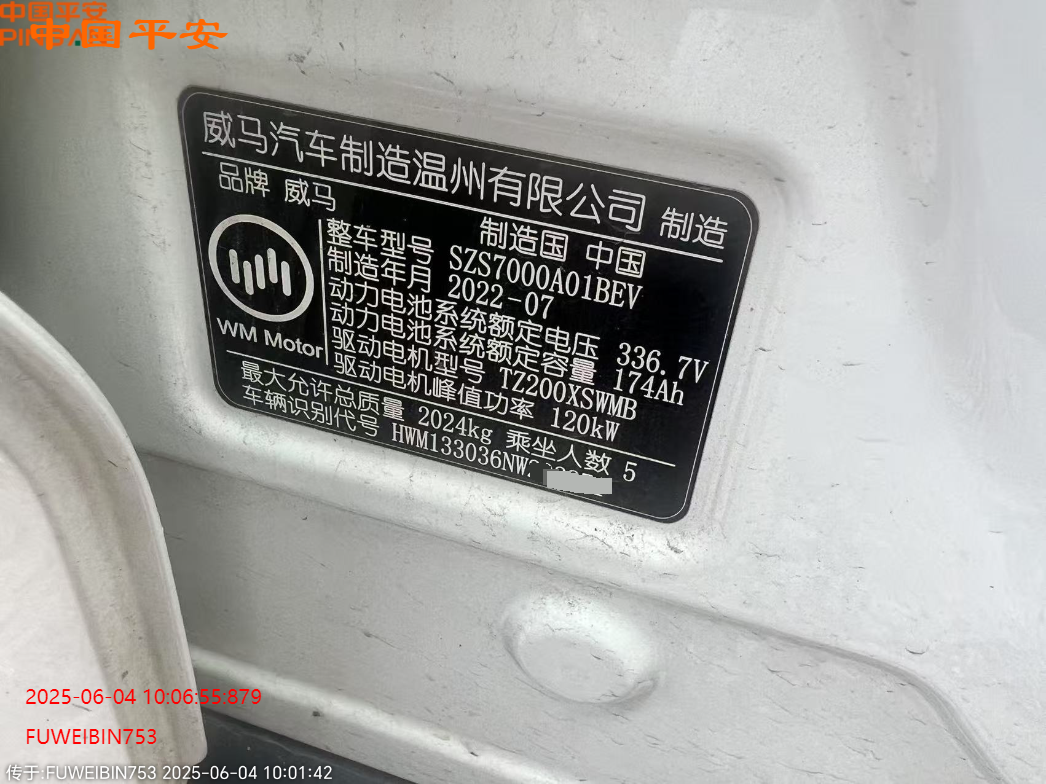 中国平安
中国平安
威马汽车制造温州有限公司 制造
品牌 威马
制造国 中国
整车型号 SZS7000A01BEV
制造年月 2022-07
动力电池系统额定电压 336.7V
动力电池系统额定容量 174Ah
驱动电机型号 TZ200XSWMB
驱动电机峰值功率 120kW
WM Motor
最大允许总质量 2024kg 乘坐人数 5
车辆识别代号 HWM133036NW
2025-06-04 10:06:55:879
FUWEIBIN753
传于:FUWEIBIN753 2025-06-04 10:01:42